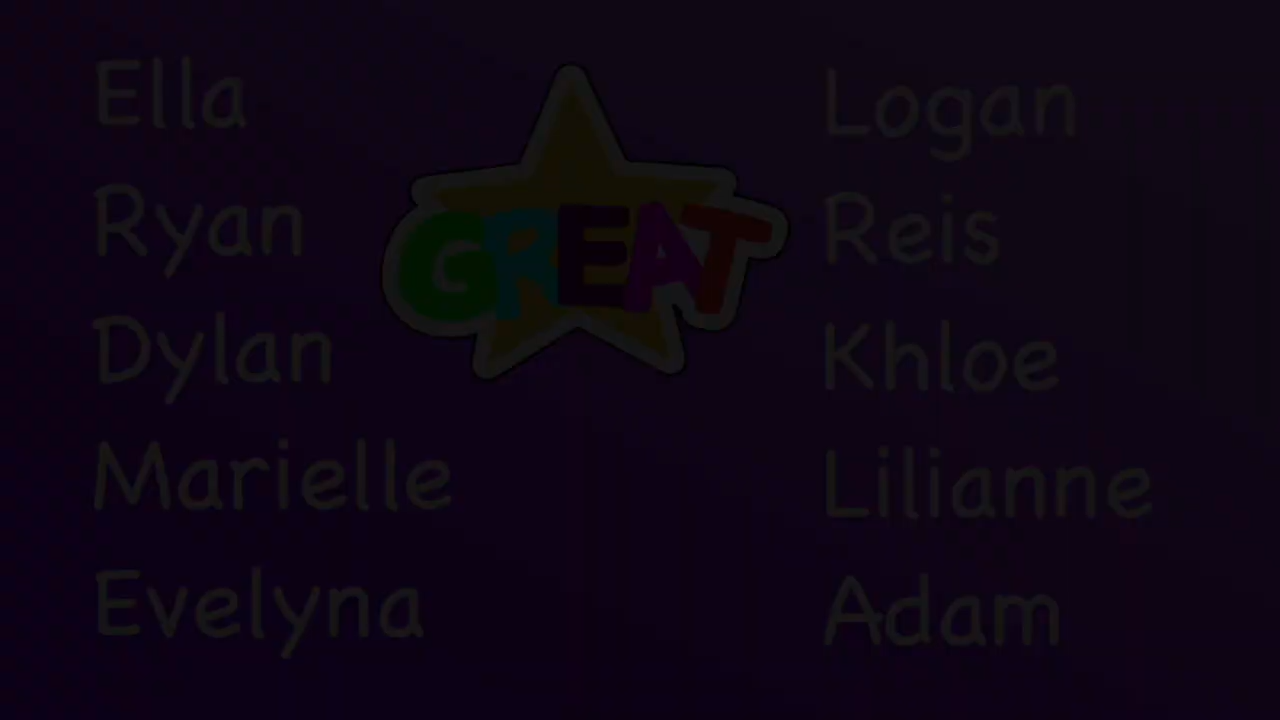 Ella
Ryan
Dylan
Marielle
Evelyna
GREAT
Logan
Reis
Khloe
Lilianne
Adam